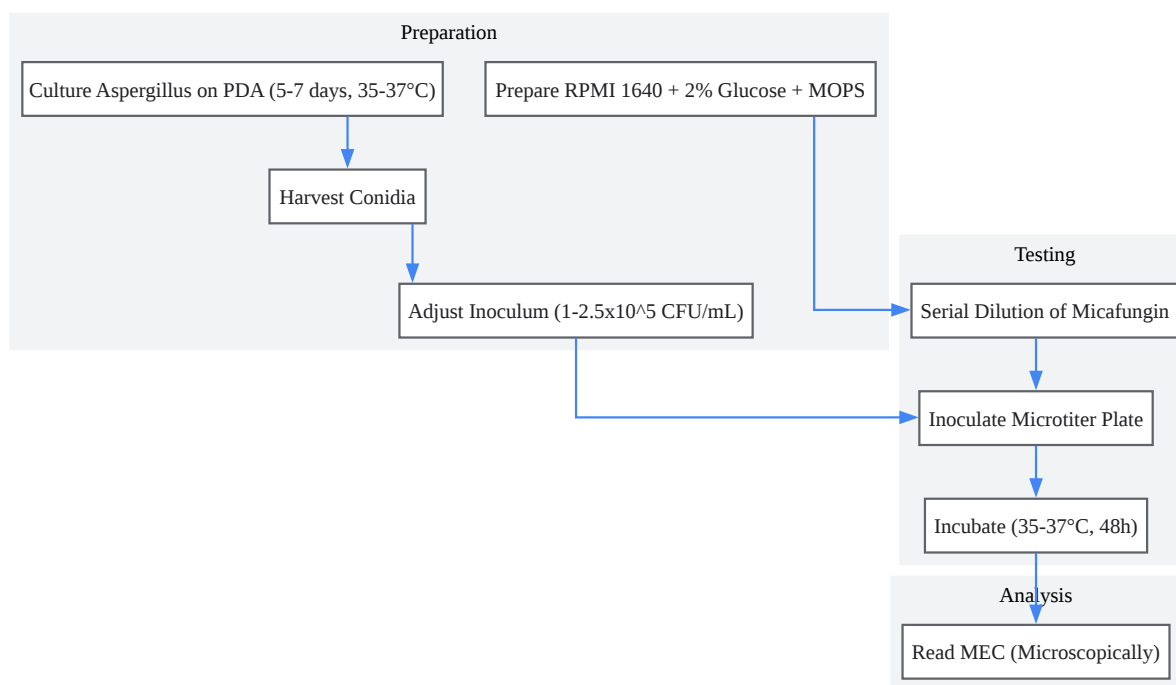 Preparation
Culture Aspergillus on PDA (5-7 days, 35-37°C)
Prepare RPMI 1640 + 2% Glucose + MOPS
Harvest Conidia
Adjust Inoculum (1-2.5x10^5 CFU/mL)
Testing
Serial Dilution of Micafungin
Inoculate Microtiter Plate
Incubate (35-37°C, 48h)
Analysis
Read MEC (Microscopically)